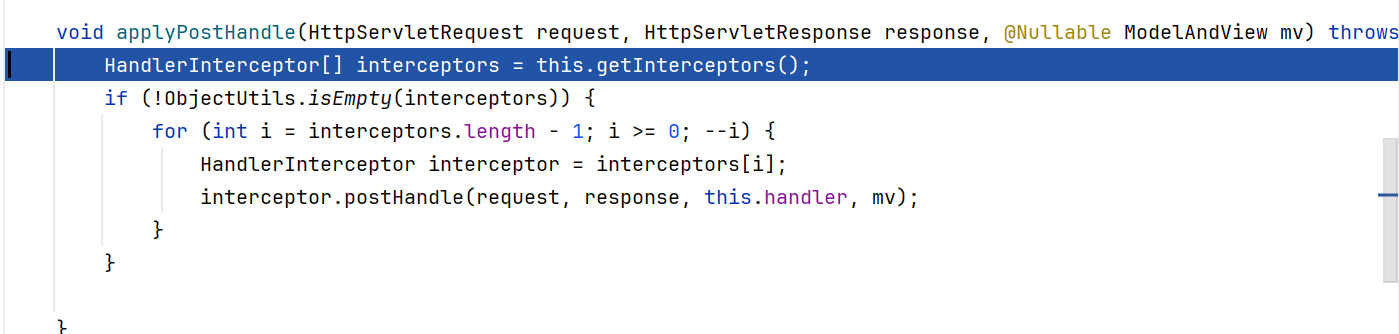 void applyPostHandle(HttpServletRequest request, HttpServletResponse response, @Nullable ModelAndView mv) throws
HandlerInterceptor[] interceptors = this.getInterceptors();
if (!ObjectUtils.isEmpty(interceptors)) {
for (int i = interceptors.length - 1; i >= 0; --i) {
HandlerInterceptor interceptor = interceptors[i];
interceptor.postHandle(request, response, this.handler, mv);
}
}
}